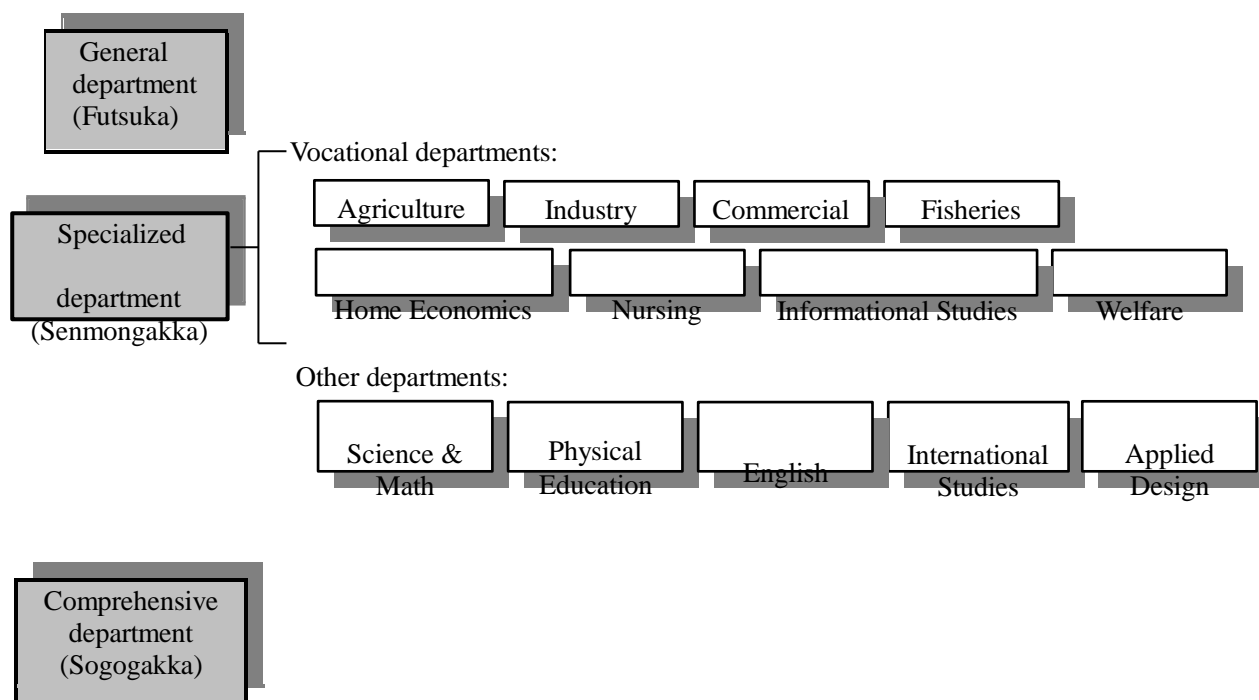 General
department
(Futsuka)
Vocational departments:
Agriculture Industry Commercial Fisheries
Specialized
department
(Senmongakka)
Home Economics Nursing Informational Studies Welfare
Other departments:
Science &
Math
Physical
Education
English
International
Studies
Applied
Design
Comprehensive
department
(Sogogakka)